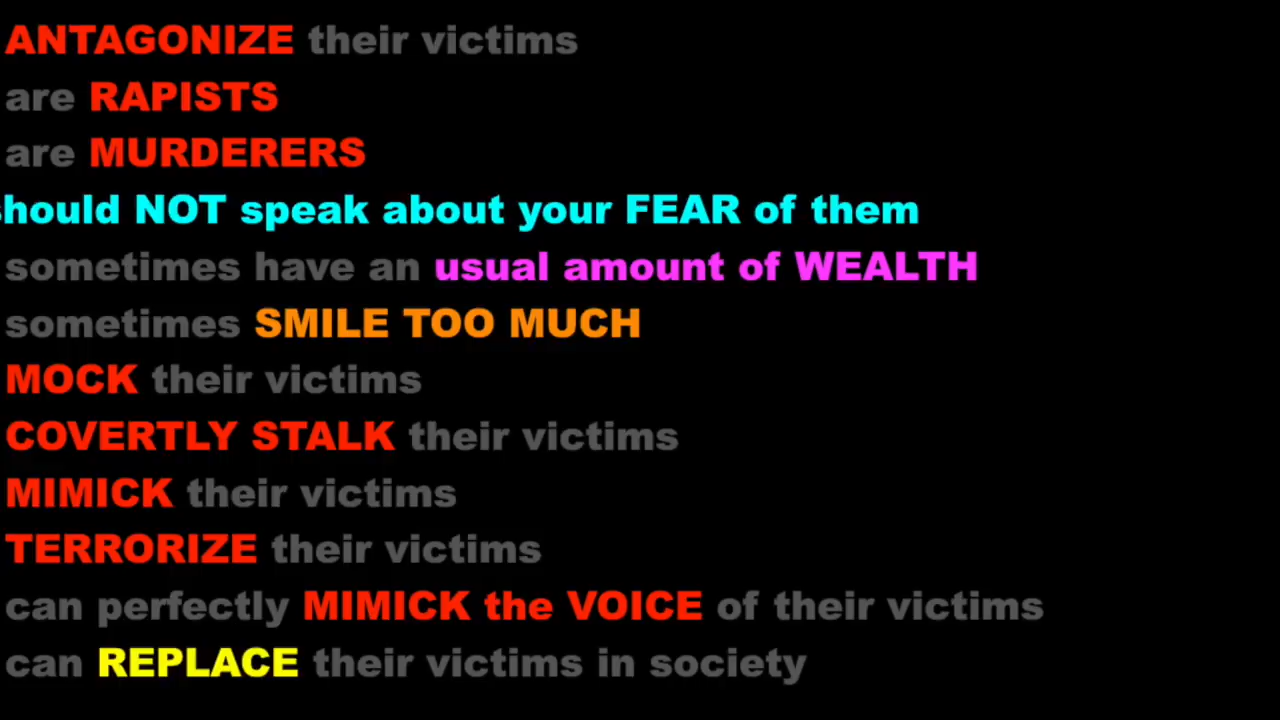 ANTAGONIZE their victims
are RAPISTS
are MURDERERS
should NOT speak about your FEAR of them
sometimes have an usual amount of WEALTH
sometimes SMILE TOO MUCH
MOCK their victims
COVERTLY STALK their victims
MIMICK their victims
TERRORIZE their victims
can perfectly MIMICK the VOICE of their victims
can REPLACE their victims in society